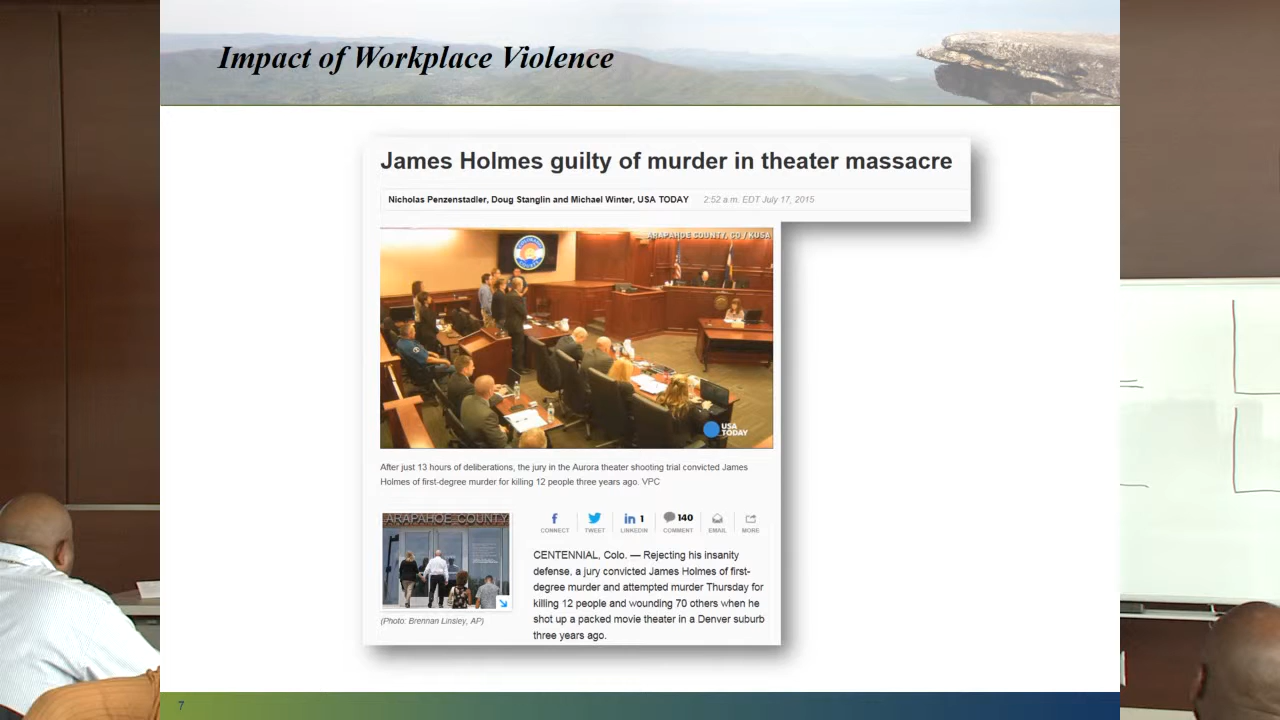 Impact of Workplace Violence
James Holmes guilty of murder in theater massacre
Nicholas Penzenstadler, Doug Stanglin and Michael Winter, USA TODAY 2:52 a.m. EDT July 17, 2015
ARAPAHOE COUNTY, CO / KUSA
USA
TODAY
After just 13 hours of deliberations, the jury in the Aurora theater shooting trial convicted James
Holmes of first-degree murder for killing 12 people three years ago. VPC
ARAPAHOE COUNTY
(Photo: Brennan Linsley, AP)
f in 1 140
CONNECT TWEET LINKEDIN COMMENT EMAIL MORE
CENTENNIAL, Colo. — Rejecting his insanity
defense, a jury convicted James Holmes of first-
degree murder and attempted murder Thursday for
killing 12 people and wounding 70 others when he
shot up a packed movie theater in a Denver suburb
three years ago.
7